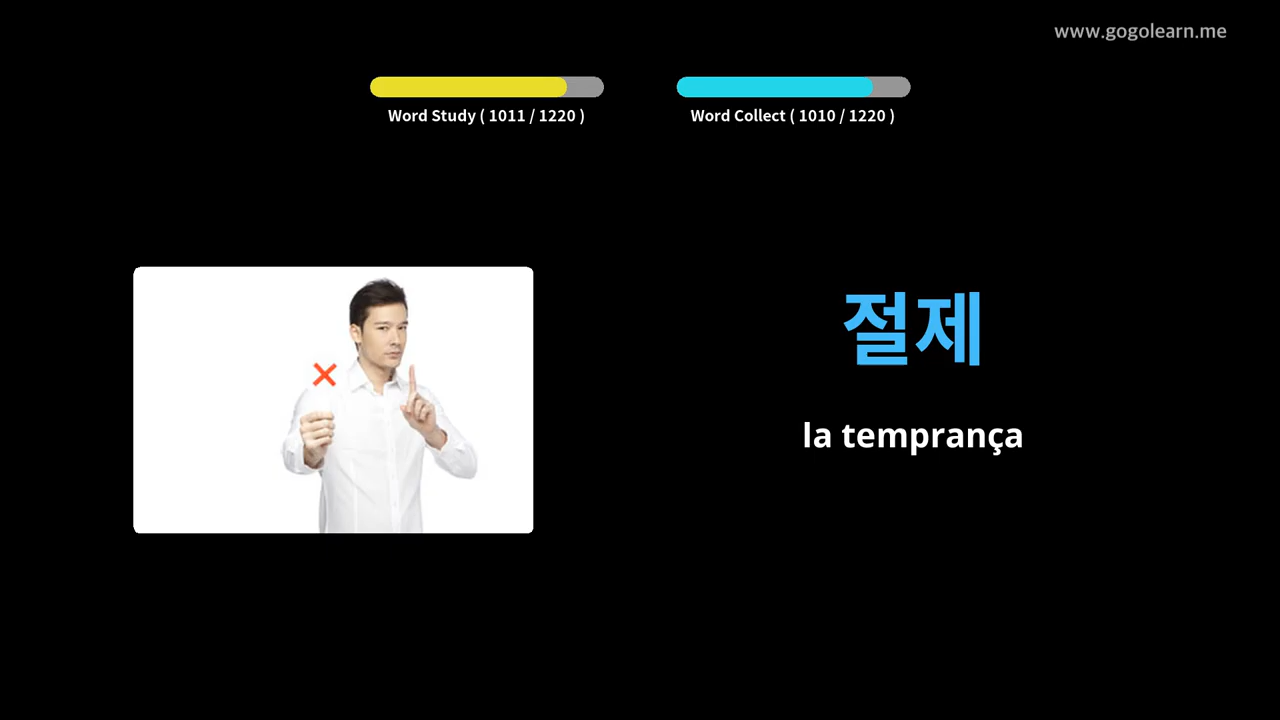 www.gogolearn.me
Word Study ( 1011 / 1220 )
Word Collect ( 1010 / 1220 )
절제
la temprança